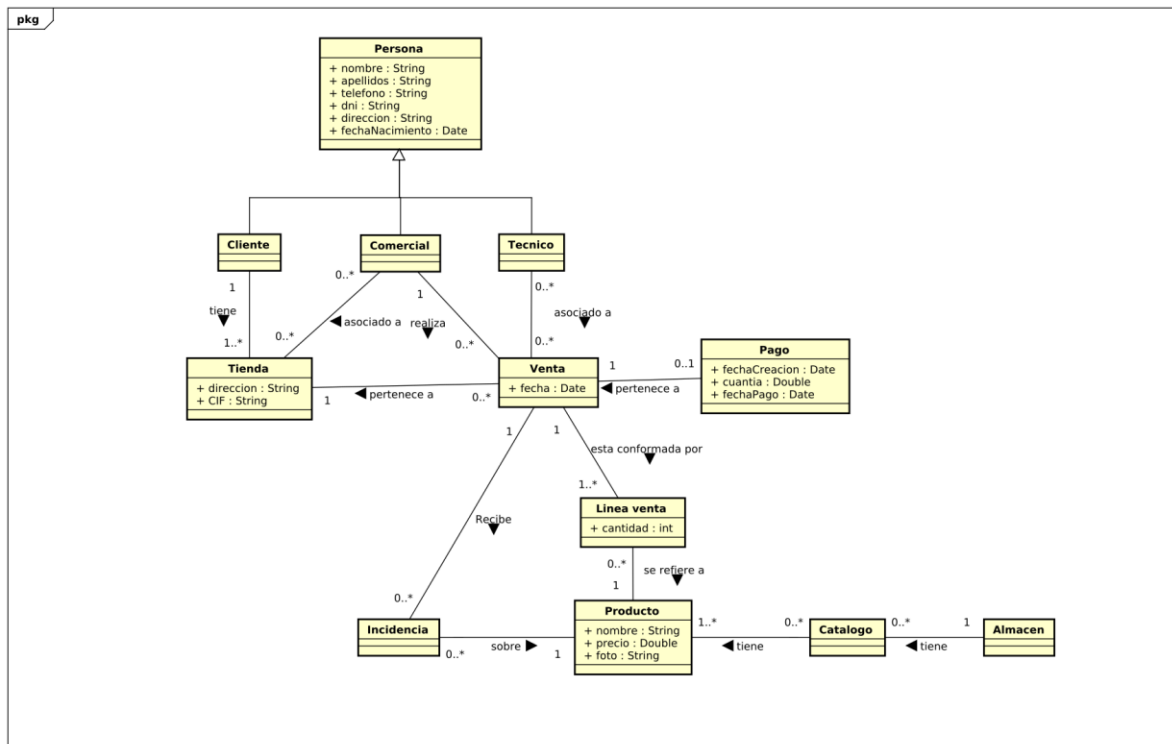 pkg
Persona
+ nombre : String
+ apellidos : String
+ telefono : String
+ dni : String
+ direccion : String
+ fechaNacimiento : Date
Cliente
Comercial
Tecnico
1
0..*
1
0..*
tiene
asociado a
realiza
asociado a
1..*
0..*
0..*
0..*
Tienda
+ direccion : String
+ CIF : String
1
pertenece a
0..*
Venta
+ fecha : Date
1
pertenece a
0..1
Pago
+ fechaCreacion : Date
+ cuantia : Double
+ fechaPago : Date
1
1
esta conformada por
1..*
Recibe
Linea venta
+ cantidad : int
0..*
se refiere a
1
0..*
Incidencia
0..*
sobre
1
Producto
+ nombre : String
+ precio : Double
+ foto : String
1..*
tiene
0..*
Catalogo
0..*
tiene
1
Almacen